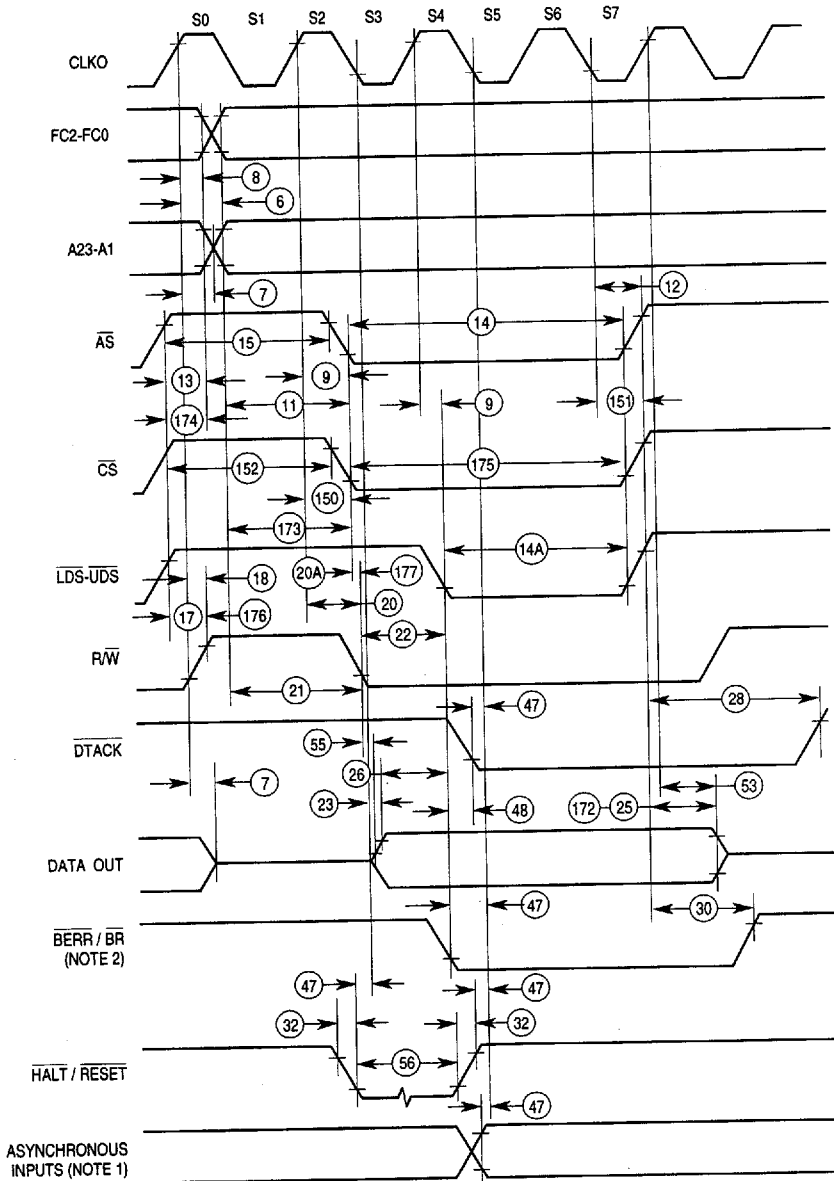 S0 S1 S2 S3 S4 S5 S6 S7
CLKO
FC2-FC0
8
6
A23-A1
7
12
AS
15
14
13
9
9
151
174
11
CS
152
175
150
173
14A
LDS-UDS
18
20A
177
17
176
20
22
R/W
21
47
28
DTACK
55
26
53
7
23
48
172
25
DATA OUT
47
30
BERR / BR
(NOTE 2)
47
47
32
32
HALT / RESET
56
47
ASYNCHRONOUS
INPUTS (NOTE 1)